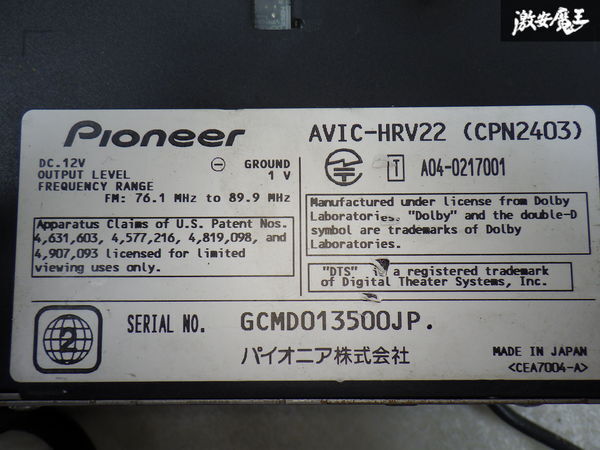 激安魔王
Pioneer
AVIC-HRV22 (CPN2403)
DC.12V ⊖ GROUND
OUTPUT LEVEL 1 V
FREQUENCY RANGE
FM: 76.1 MHz to 89.9 MHz
T A04-0217001
Apparatus Claims of U.S. Patent Nos.
4,631,603, 4,577,216, 4,819,098, and
4,907,093 licensed for limited
viewing uses only.
Manufactured under license from Dolby
Laboratories. "Dolby" and the double-D
symbol are trademarks of Dolby
Laboratories.
"DTS" is a registered trademark
of Digital Theater Systems, Inc.
2
SERIAL NO. GCMD013500JP.
パイオニア株式会社
MADE IN JAPAN
<CEA7004-A>